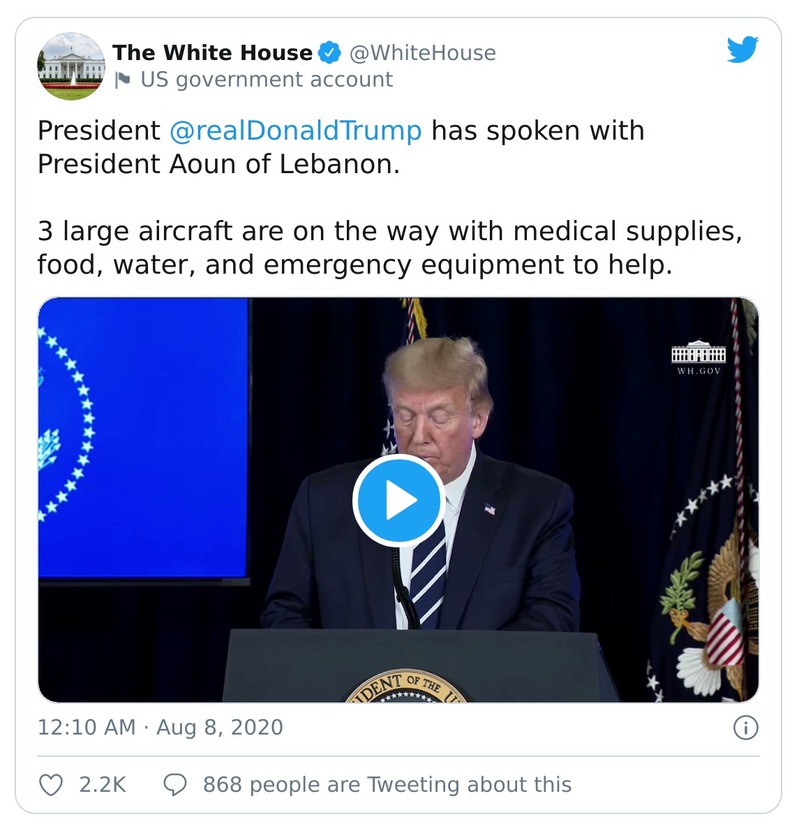 The White House @WhiteHouse
US government account
President @realDonaldTrump has spoken with
President Aoun of Lebanon.
3 large aircraft are on the way with medical supplies,
food, water, and emergency equipment to help.
WH.GOV
DENT OF THE U
12:10 AM · Aug 8, 2020
2.2K 868 people are Tweeting about this